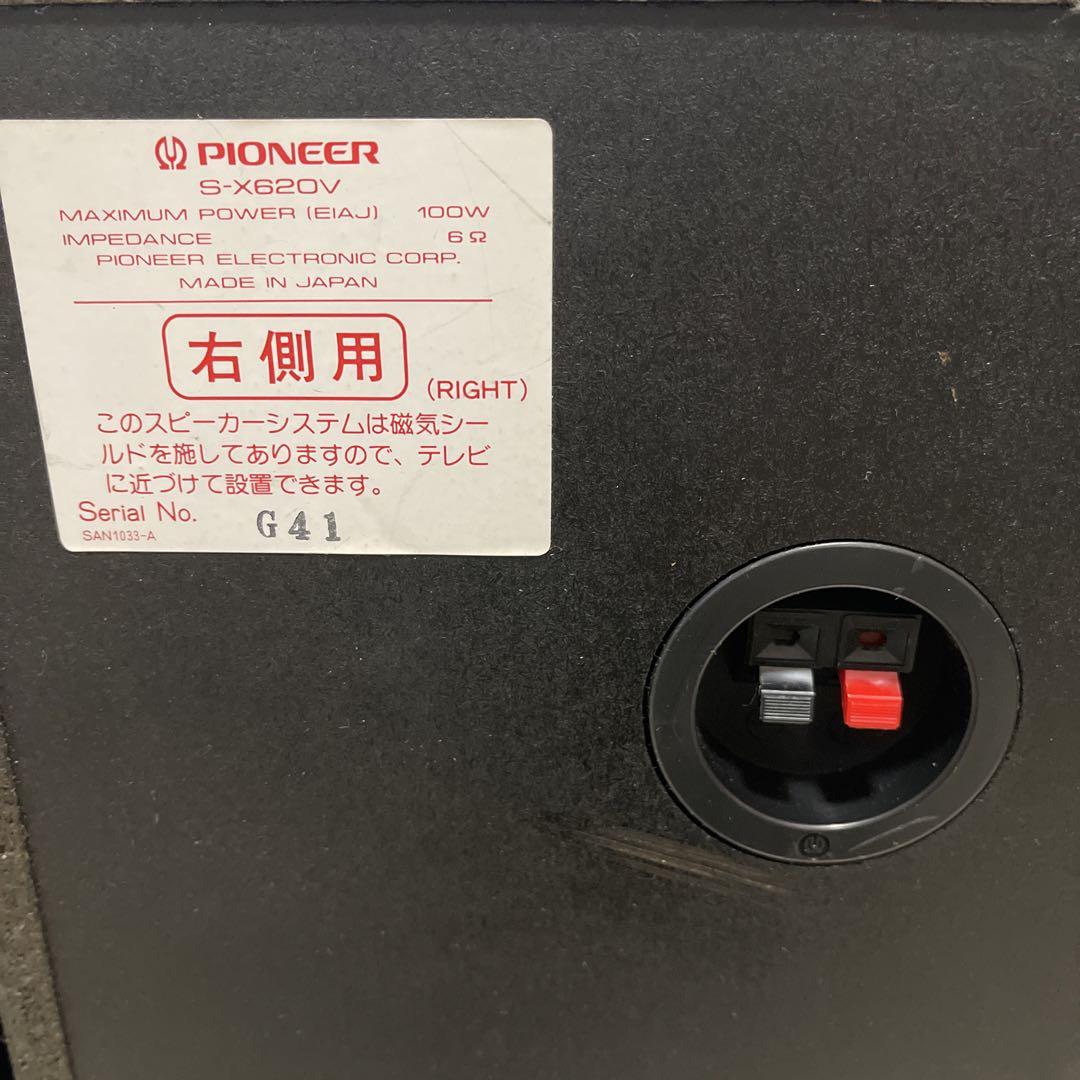 PIONEER
S-X620V
MAXIMUM POWER (EIAJ) 100W
IMPEDANCE 6Ω
PIONEER ELECTRONIC CORP.
MADE IN JAPAN
右側用
(RIGHT)
このスピーカーシステムは磁気シー
ルドを施してありますので、テレビ
に近づけて設置できます。
Serial No. G41
SAN1033-A